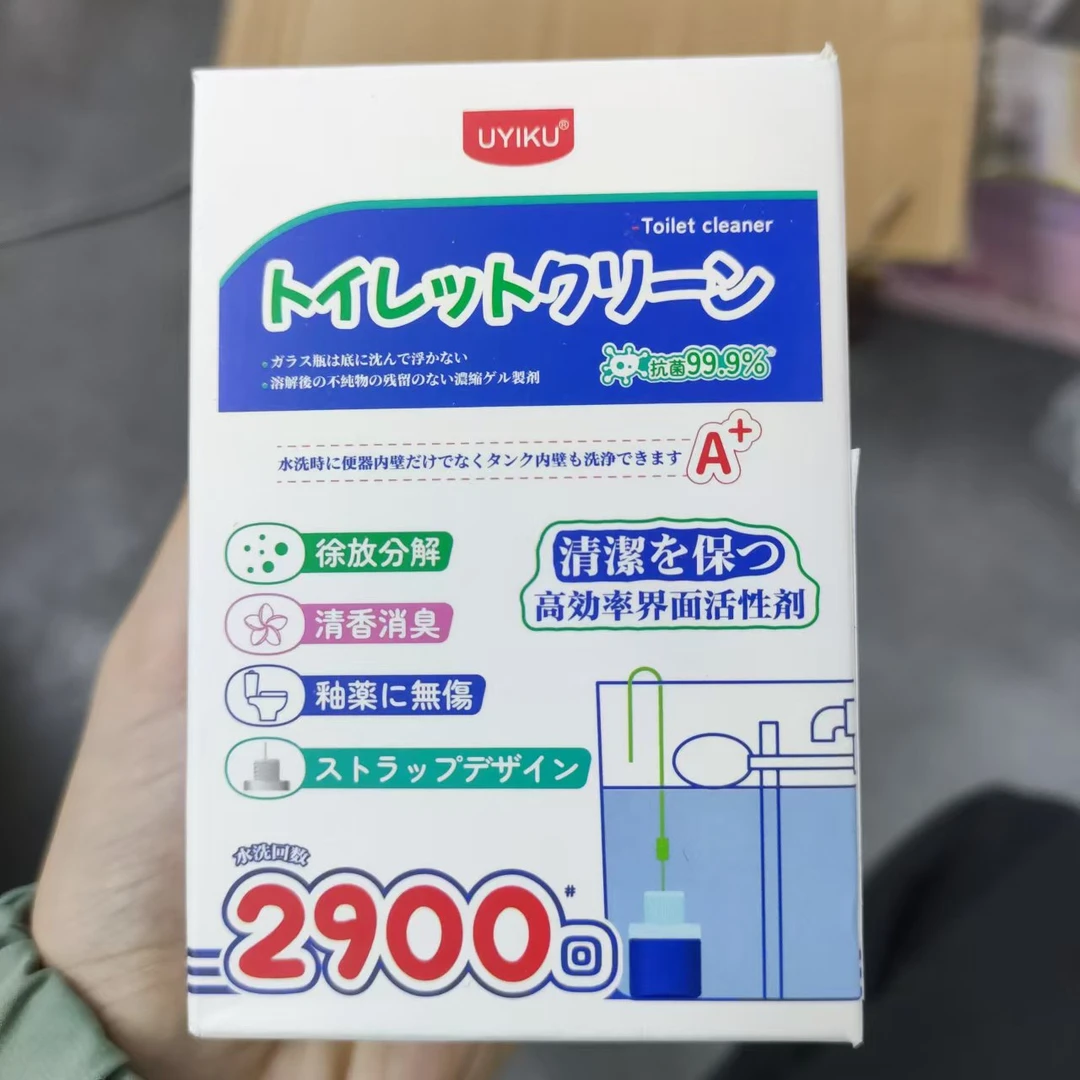 UYIKU®
-Toilet cleaner
トイレットクリーン
・ガラス瓶は底に沈んで浮かない
・溶解後の不純物の残留のない濃縮ゲル製剤
抗菌99.9%
水洗時に便器内壁だけでなくタンク内壁も洗浄できます
A+
徐放分解
清香消臭
釉薬に無傷
ストラップデザイン
清潔を保つ
高効率界面活性剤
水洗回数
2900回#